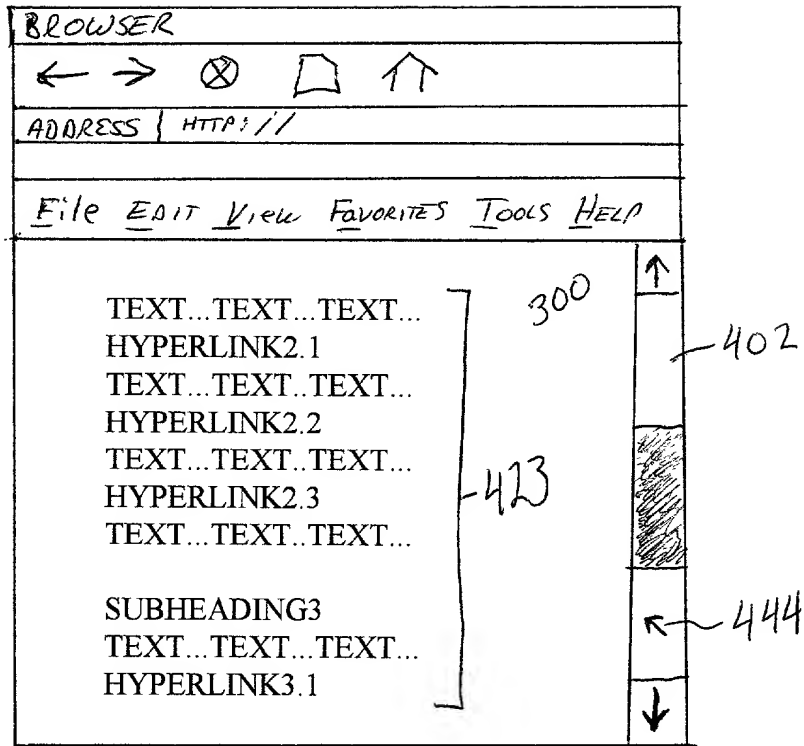 BROWSER
ADDRESS | HTTP://
File EDIT View FAVORITES TOOLS HELP
TEXT...TEXT...TEXT...
HYPERLINK2.1
TEXT...TEXT..TEXT...
HYPERLINK2.2
TEXT...TEXT..TEXT...
HYPERLINK2.3
TEXT...TEXT..TEXT...
SUBHEADING3
TEXT...TEXT...TEXT...
HYPERLINK3.1
300
402
423
444